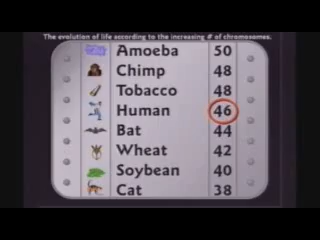 The evolution of life according to the increasing # of chromosomes.
Amoeba 50
Chimp 48
Tobacco 48
Human 46
Bat 44
Wheat 42
Soybean 40
Cat 38